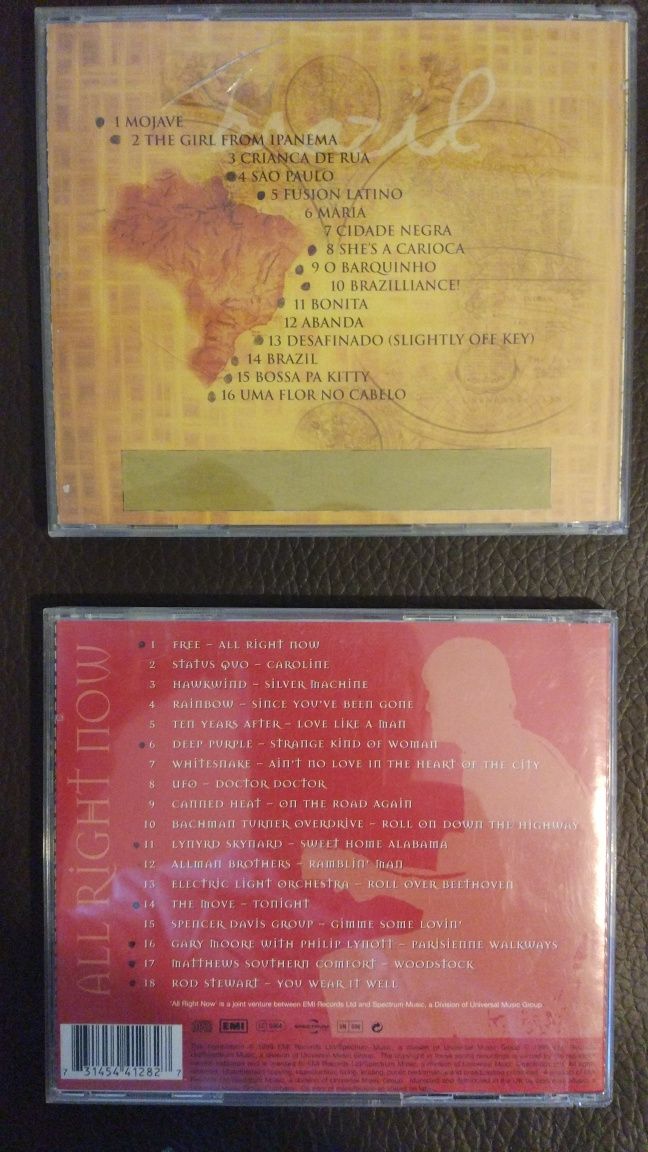 brazil
1 MOJAVE
2 THE GIRL FROM IPANEMA
3 CRIANCA DE RUA
4 SAO PAULO
5 FUSION LATINO
6 MARIA
7 CIDADE NEGRA
8 SHE'S A CARIOCA
9 O BARQUINHO
10 BRAZILLIANCE!
11 BONITA
12 ABANDA
13 DESAFINADO (SLIGHTLY OFF KEY)
14 BRAZIL
15 BOSSA PA KITTY
16 UMA FLOR NO CABELO
ALL RIGHT NOW
1 FREE – ALL RIGHT NOW
2 STATUS QUO – CAROLINE
3 HAWKWIND – SILVER MACHINE
4 RAINBOW – SINCE YOU'VE BEEN GONE
5 TEN YEARS AFTER – LOVE LIKE A MAN
6 DEEP PURPLE – STRANGE KIND OF WOMAN
7 WHITESNAKE – AIN'T NO LOVE IN THE HEART OF THE CITY
8 UFO – DOCTOR DOCTOR
9 CANNED HEAT – ON THE ROAD AGAIN
10 BACHMAN TURNER OVERDRIVE – ROLL ON DOWN THE HIGHWAY
11 LYNYRD SKYNARD – SWEET HOME ALABAMA
12 ALLMAN BROTHERS – RAMBLIN' MAN
13 ELECTRIC LIGHT ORCHESTRA – ROLL OVER BEETHOVEN
14 THE MOVE – TONIGHT
15 SPENCER DAVIS GROUP – GIMME SOME LOVIN'
16 GARY MOORE WITH PHILIP LYNOTT – PARISIENNE WALKWAYS
17 MATTHEWS SOUTHERN COMFORT – WOODSTOCK
18 ROD STEWART – YOU WEAR IT WELL
'All Right Now' is a joint venture between EMI Records Ltd and Spectrum Music, a Division of Universal Music Group
EMI SPECTRUM
7 31454 41282 7